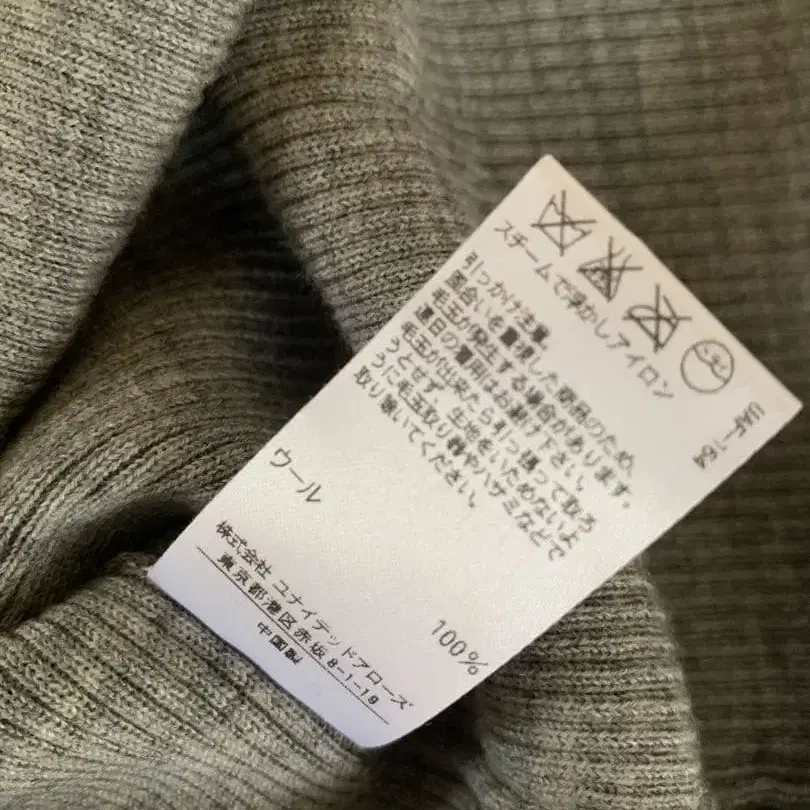 スチームで浮かしアイロン
引っかけ注意。
風合いを重視した商品のため、
毛玉が発生する場合があります。
連日の着用はお避け下さい。
毛玉が出来たら引っ張って取ろ
うとせず、生地をいためないよ
うに毛玉取り器やハサミなどで
取り除いてください。
ウール 100%
株式会社 ユナイテッドアローズ
東京都港区赤坂8-1-19
中国製